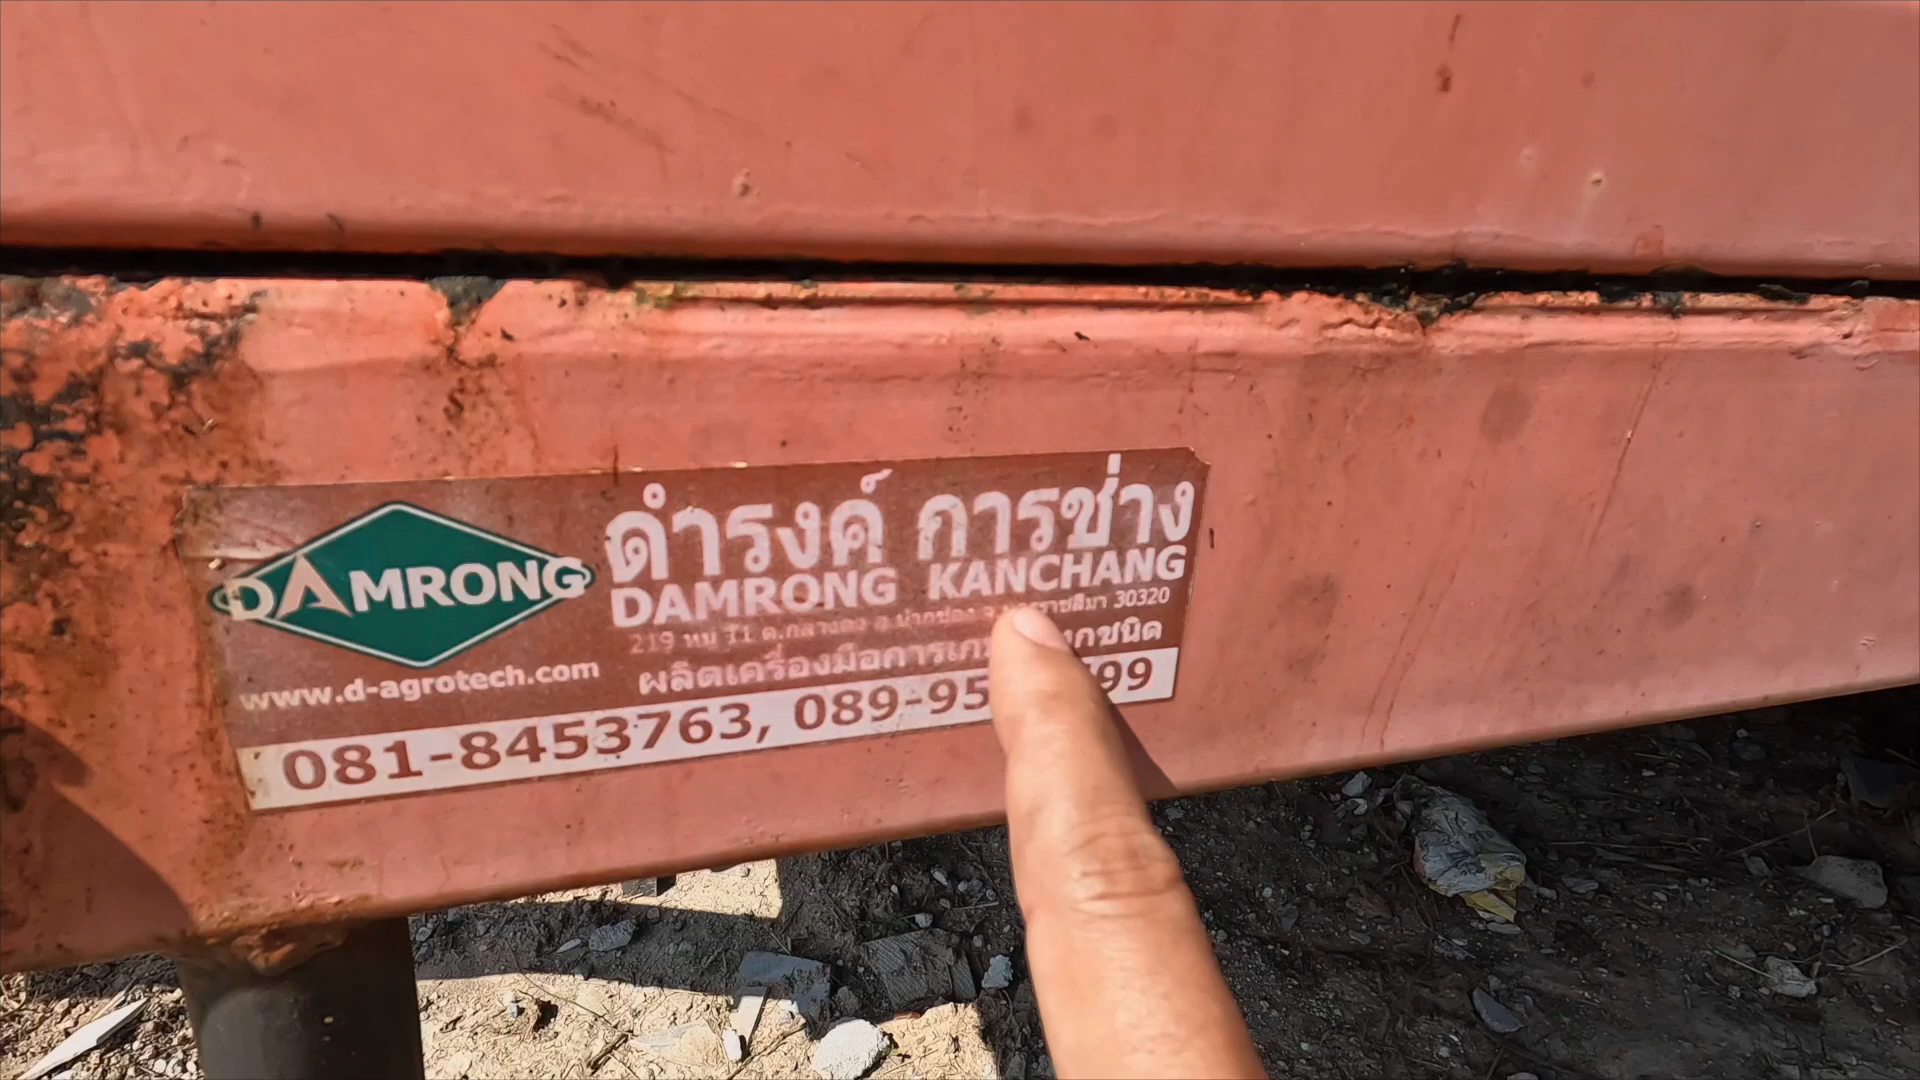 DAMRONG
ดำรงค์ การช่าง
DAMRONG KANCHANG
219 หมู่ 11 ต.กลางดง อ.ปากช่อง 30320
ผลิตเครื่องมือการ
www.d-agrotech.com
081-8453763, 089-95 99